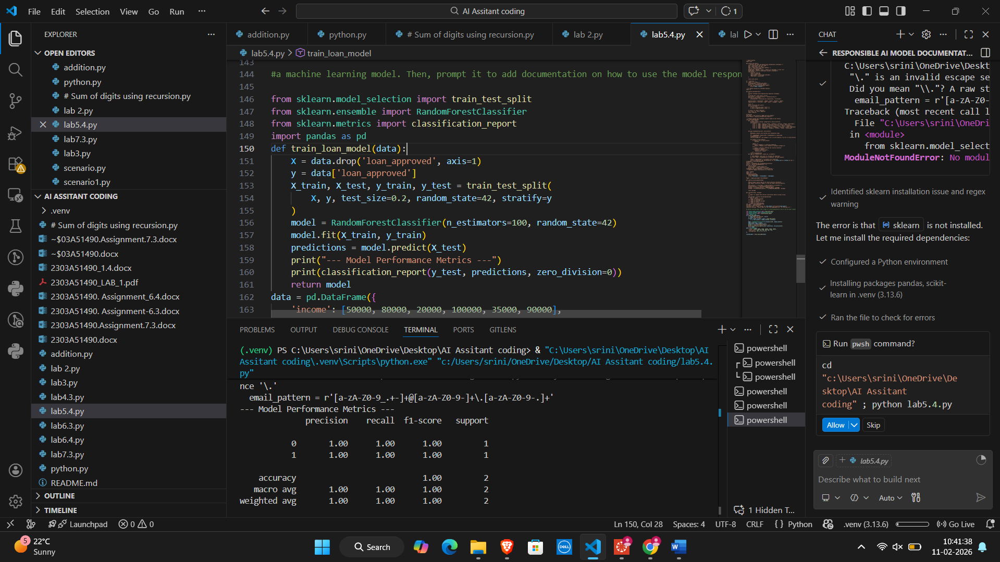 File Edit Selection View Go Run ···
AI Assitant coding
1
EXPLORER
OPEN EDITORS
addition.py
python.py
# Sum of digits using recursion.py
lab 2.py
lab5.4.py
lab7.3.py
lab3.py
scenario.py
scenario1.py
AI ASSITANT CODING
.venv
# Sum of digits using recursion.py
~$03A51490.Assignment.7.3.docx
~$03A51490.docx
2303A51490_1.4.docx
2303A51490_LAB_1.pdf
2303A51490. Assignment_6.4.docx
2303A51490. Assignment-6.3.docx
2303A51490.Assignment.7.3.docx
2303A51490.docx
addition.py
lab 2.py
lab3.py
lab4.3.py
lab5.4.py
lab6.3.py
lab6.4.py
lab7.3.py
python.py
README.md
OUTLINE
TIMELINE
addition.py python.py # Sum of digits using recursion.py lab 2.py lab5.4.py lal
lab5.4.py > train_loan_model
143
144 #a machine learning model. Then, prompt it to add documentation on how to use the model respon
145
146 from sklearn.model_selection import train_test_split
147 from sklearn.ensemble import RandomForestClassifier
148 from sklearn.metrics import classification_report
149 import pandas as pd
150 def train_loan_model(data):
151 X = data.drop('loan_approved', axis=1)
152 y = data['loan_approved']
153 X_train, X_test, y_train, y_test = train_test_split(
154 X, y, test_size=0.2, random_state=42, stratify=y
155 )
156 model = RandomForestClassifier(n_estimators=100, random_state=42)
157 model.fit(X_train, y_train)
158 predictions = model.predict(X_test)
159 print("--- Model Performance Metrics ---")
160 print(classification_report(y_test, predictions, zero_division=0))
161 return model
162 data = pd.DataFrame({
163 'income': [50000, 80000, 20000, 100000, 35000, 90000],
PROBLEMS OUTPUT DEBUG CONSOLE TERMINAL PORTS GITLENS
(.venv) PS C:\Users\srini\OneDrive\Desktop\AI Assitant coding> & "C:\Users\srini\OneDrive\Desktop\AI
Assitant coding\.venv\Scripts\python.exe" "c:/Users/srini/OneDrive/Desktop/AI Assitant coding/lab5.4.
py"
nce '\.'
email_pattern = r'[a-zA-Z0-9_.+-]+@[a-zA-Z0-9-]+\.[a-zA-Z0-9-.]+'
--- Model Performance Metrics ---
precision recall f1-score support
0 1.00 1.00 1.00 1
1 1.00 1.00 1.00 1
accuracy 1.00 2
macro avg 1.00 1.00 1.00 2
weighted avg 1.00 1.00 1.00 2
powershell
powershell
powershell
powershell
powershell
powershell
1 Hidden T...
CHAT
RESPONSIBLE AI MODEL DOCUMENTAT...
C:\Users\srini\OneDrive\Deskt
"\." is an invalid escape se
Did you mean "\\."? A raw st
email_pattern = r'[a-zA-Z0-
Traceback (most recent call l
File "C:\Users\srini\OneDri
in <module>
from sklearn.model_select
ModuleNotFoundError: No modul
Identified sklearn installation issue and regex
warning
The error is that sklearn is not installed.
Let me install the required dependencies:
Configured a Python environment
Installing packages pandas, scikit-
learn in .venv (3.13.6)
Ran the file to check for errors
Run pwsh command?
cd
"c:\Users\srini\OneDrive\De
sktop\AI Assitant
coding" ; python lab5.4.py
Allow Skip
lab5.4.py
Describe what to build next
Auto
Launchpad 0 0
Ln 150, Col 28 Spaces: 4 UTF-8 CRLF {} Python .venv (3.13.6) Go Live
5
22°C
Sunny
Search
DELL
10:41:38
11-02-2026